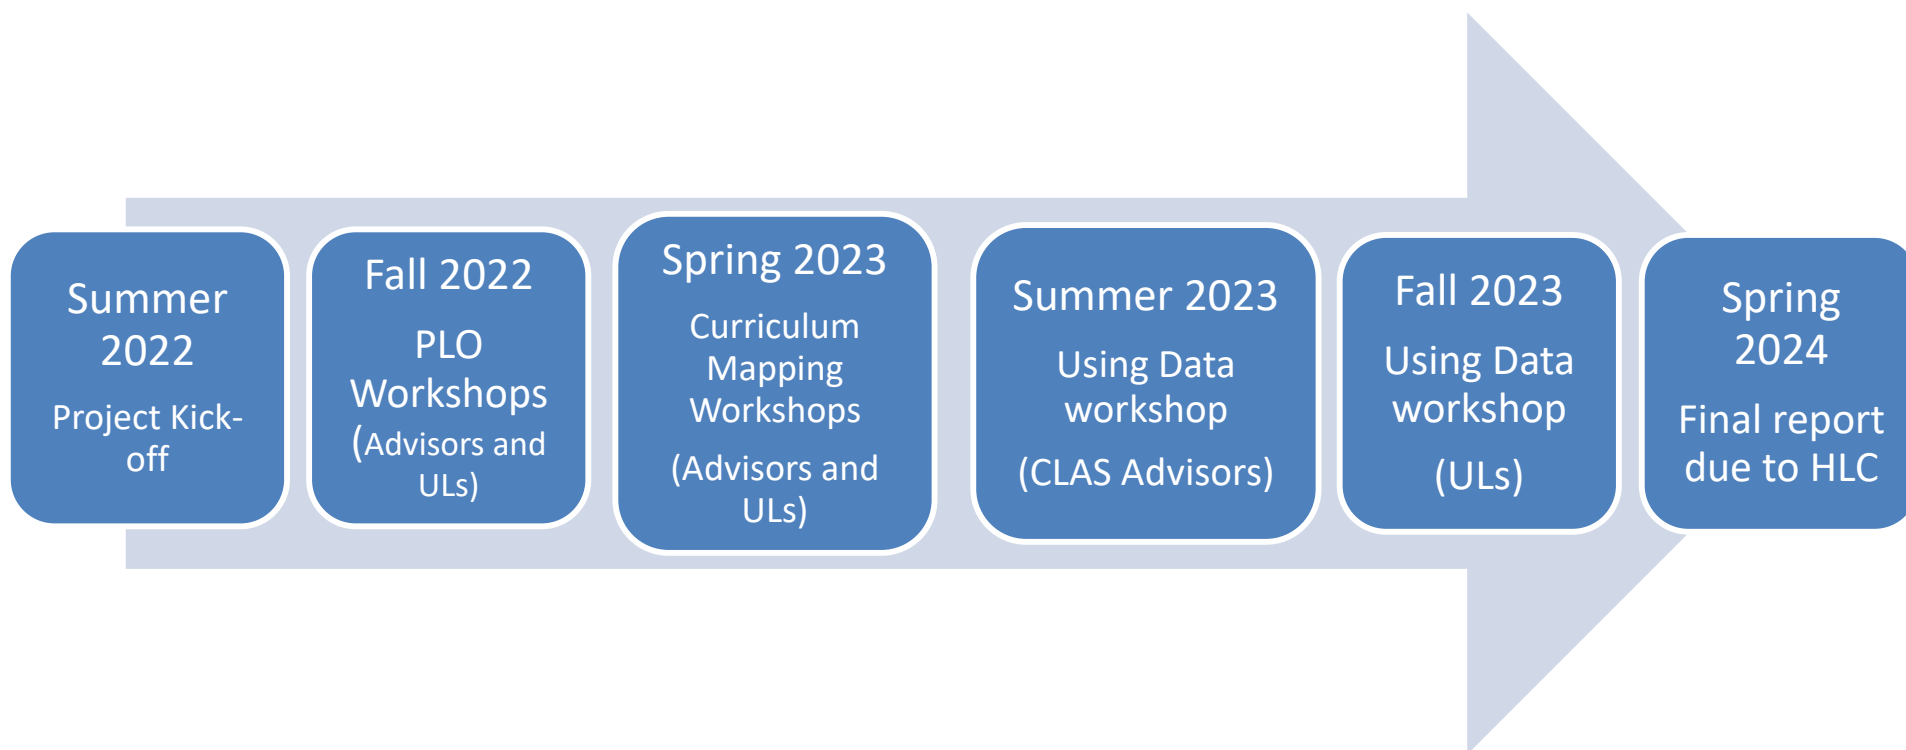 Summer
2022
Project Kick-
off
Fall 2022
PLO
Workshops
(Advisors and
ULs)
Spring 2023
Curriculum
Mapping
Workshops
(Advisors and
ULs)
Summer 2023
Using Data
workshop
(CLAS Advisors)
Fall 2023
Using Data
workshop
(ULs)
Spring
2024
Final report
due to HLC